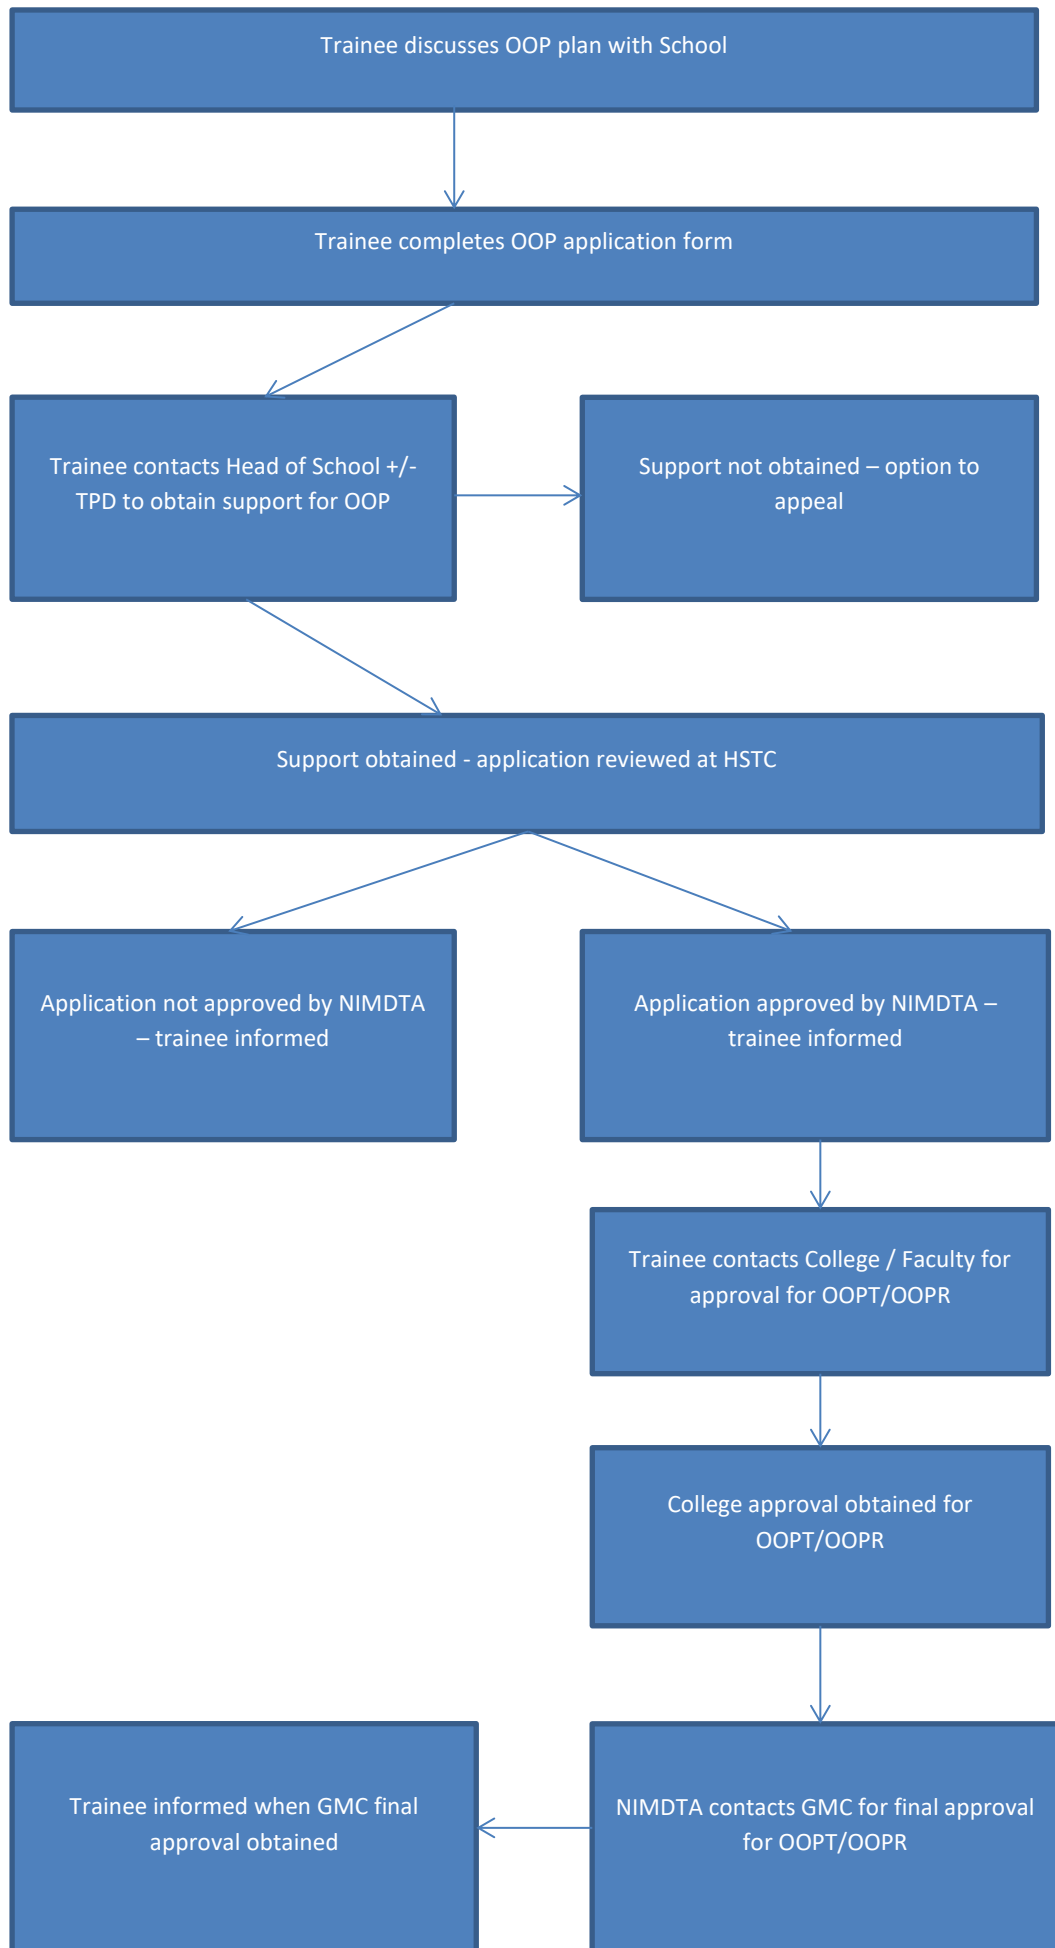 Trainee discusses OOP plan with School
Trainee completes OOP application form
Trainee contacts Head of School +/-
TPD to obtain support for OOP
Support not obtained – option to
appeal
Support obtained - application reviewed at HSTC
Application not approved by NIMDTA
– trainee informed
Application approved by NIMDTA –
trainee informed
Trainee contacts College / Faculty for
approval for OOPT/OOPR
College approval obtained for
OOPT/OOPR
Trainee informed when GMC final
approval obtained
NIMDTA contacts GMC for final approval
for OOPT/OOPR